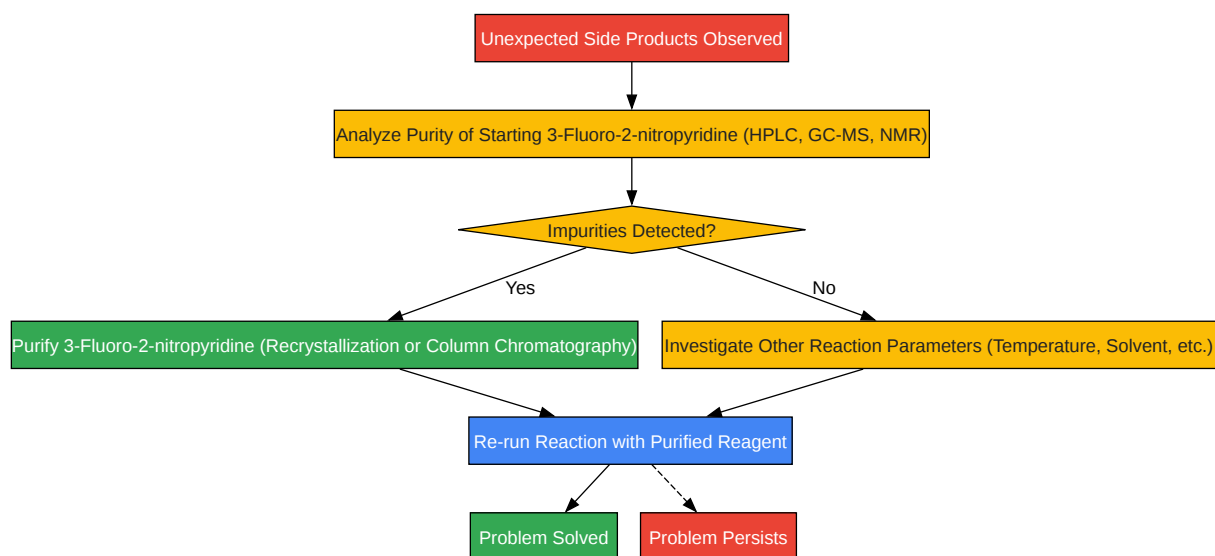 Unexpected Side Products Observed
Analyze Purity of Starting 3-Fluoro-2-nitropyridine (HPLC, GC-MS, NMR)
Impurities Detected?
Yes
No
Purify 3-Fluoro-2-nitropyridine (Recrystallization or Column Chromatography)
Investigate Other Reaction Parameters (Temperature, Solvent, etc.)
Re-run Reaction with Purified Reagent
Problem Solved
Problem Persists